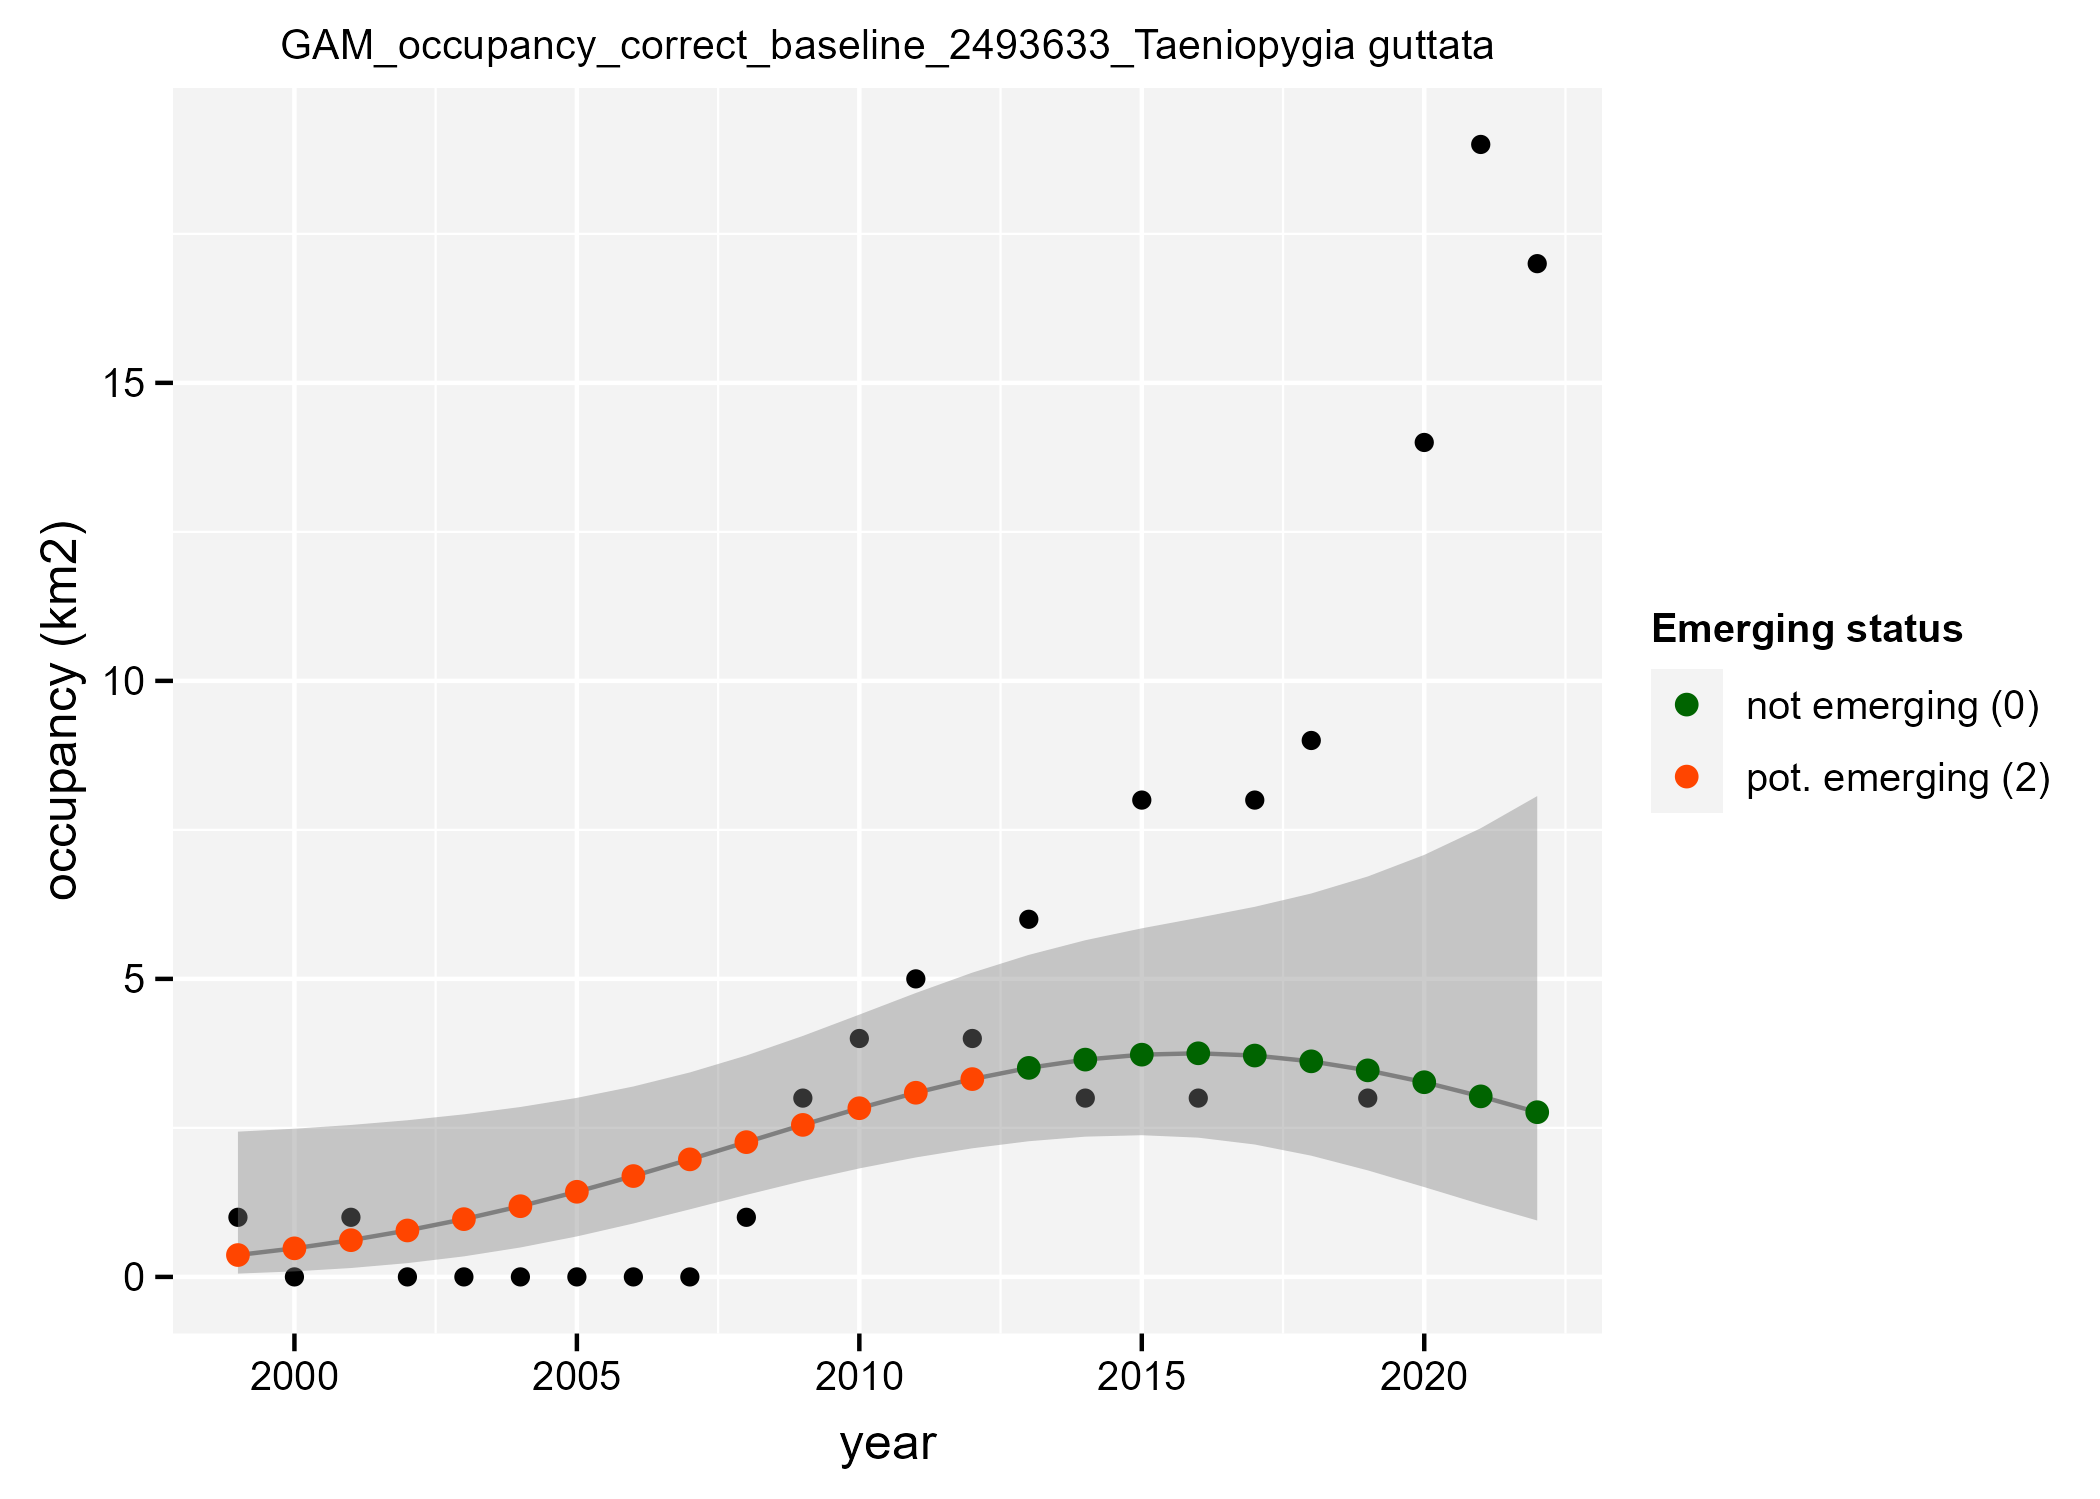 GAM_occupancy_correct_baseline_2493633_Taeniopygia guttata
15
10
5
0
occupancy (km2)
2000 2005 2010 2015 2020
year
Emerging status
not emerging (0)
pot. emerging (2)